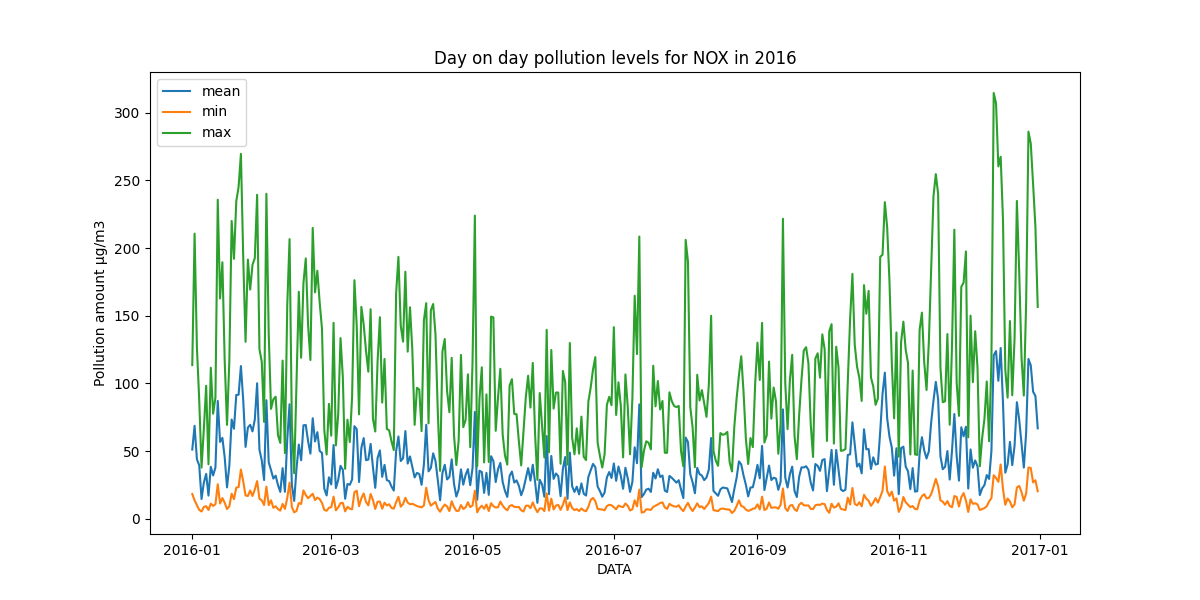 Day on day pollution levels for NOX in 2016
mean
min
max
300
250
200
150
100
50
0
Pollution amount µg/m3
2016-01 2016-03 2016-05 2016-07 2016-09 2016-11 2017-01
DATA